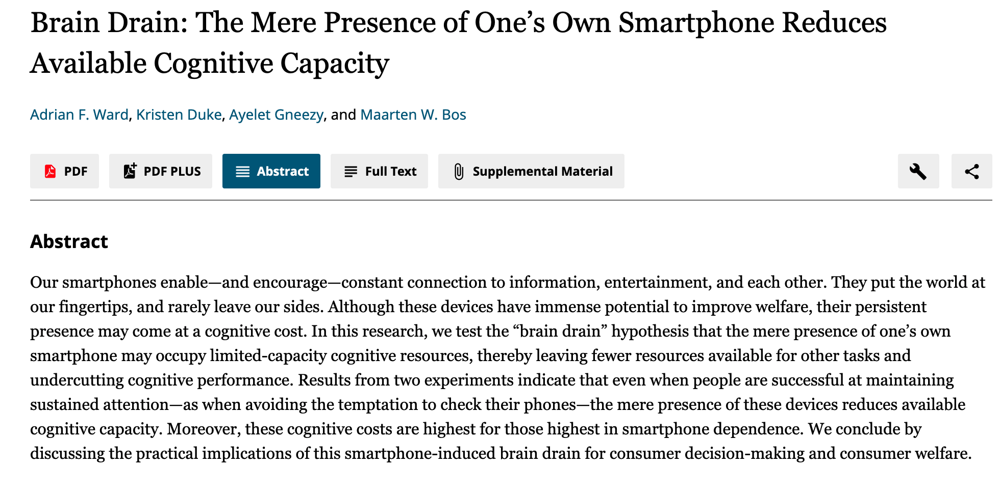 Brain Drain: The Mere Presence of One’s Own Smartphone Reduces
Available Cognitive Capacity
Adrian F. Ward, Kristen Duke, Ayelet Gneezy, and Maarten W. Bos
PDF
PDF PLUS
Abstract
Full Text
Supplemental Material
Abstract
Our smartphones enable—and encourage—constant connection to information, entertainment, and each other. They put the world at
our fingertips, and rarely leave our sides. Although these devices have immense potential to improve welfare, their persistent
presence may come at a cognitive cost. In this research, we test the “brain drain” hypothesis that the mere presence of one’s own
smartphone may occupy limited-capacity cognitive resources, thereby leaving fewer resources available for other tasks and
undercutting cognitive performance. Results from two experiments indicate that even when people are successful at maintaining
sustained attention—as when avoiding the temptation to check their phones—the mere presence of these devices reduces available
cognitive capacity. Moreover, these cognitive costs are highest for those highest in smartphone dependence. We conclude by
discussing the practical implications of this smartphone-induced brain drain for consumer decision-making and consumer welfare.